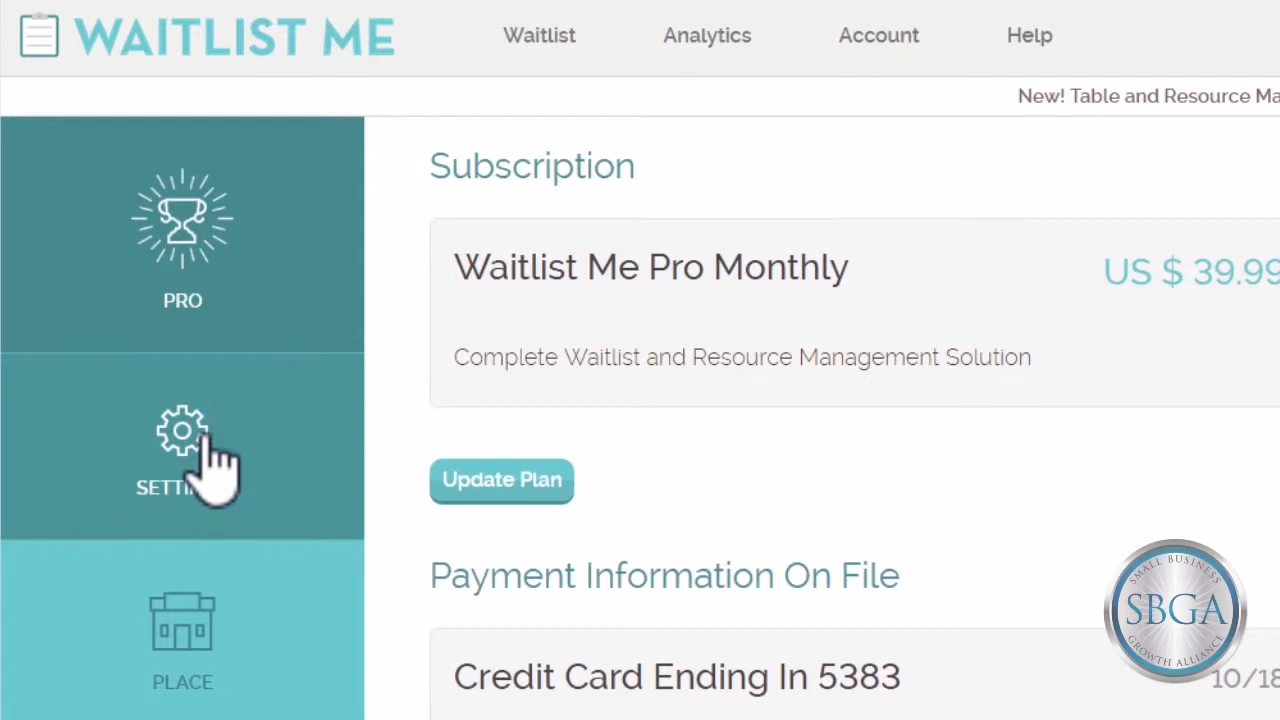 WAITLIST ME
Waitlist Analytics Account Help
New! Table and Resource Ma
PRO
Subscription
Waitlist Me Pro Monthly
US $ 39.99
Complete Waitlist and Resource Management Solution
SETTI
Update Plan
Payment Information On File
PLACE
Credit Card Ending In 5383
10/18
SMALL BUSINESS
SBGA
GROWTH ALLIANCE